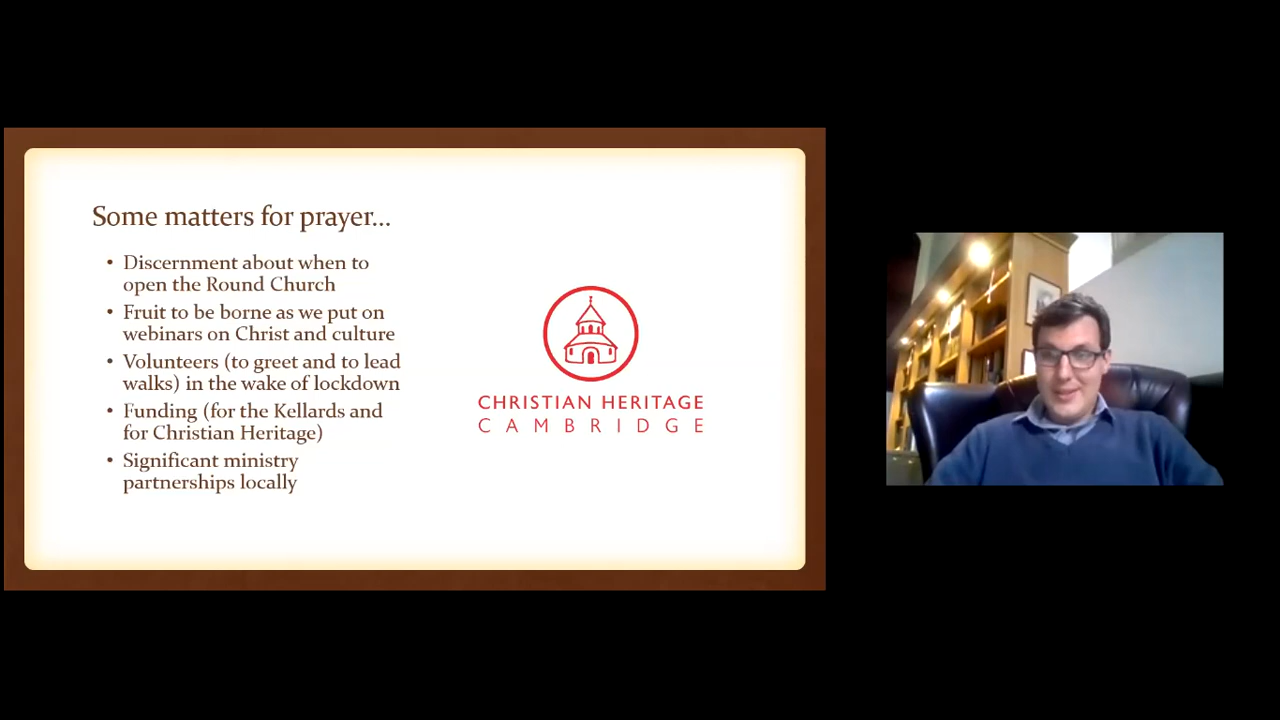 Some matters for prayer...
• Discernment about when to
open the Round Church
• Fruit to be borne as we put on
webinars on Christ and culture
• Volunteers (to greet and to lead
walks) in the wake of lockdown
• Funding (for the Kellards and
for Christian Heritage)
• Significant ministry
partnerships locally
CHRISTIAN HERITAGE
CAMBRIDGE